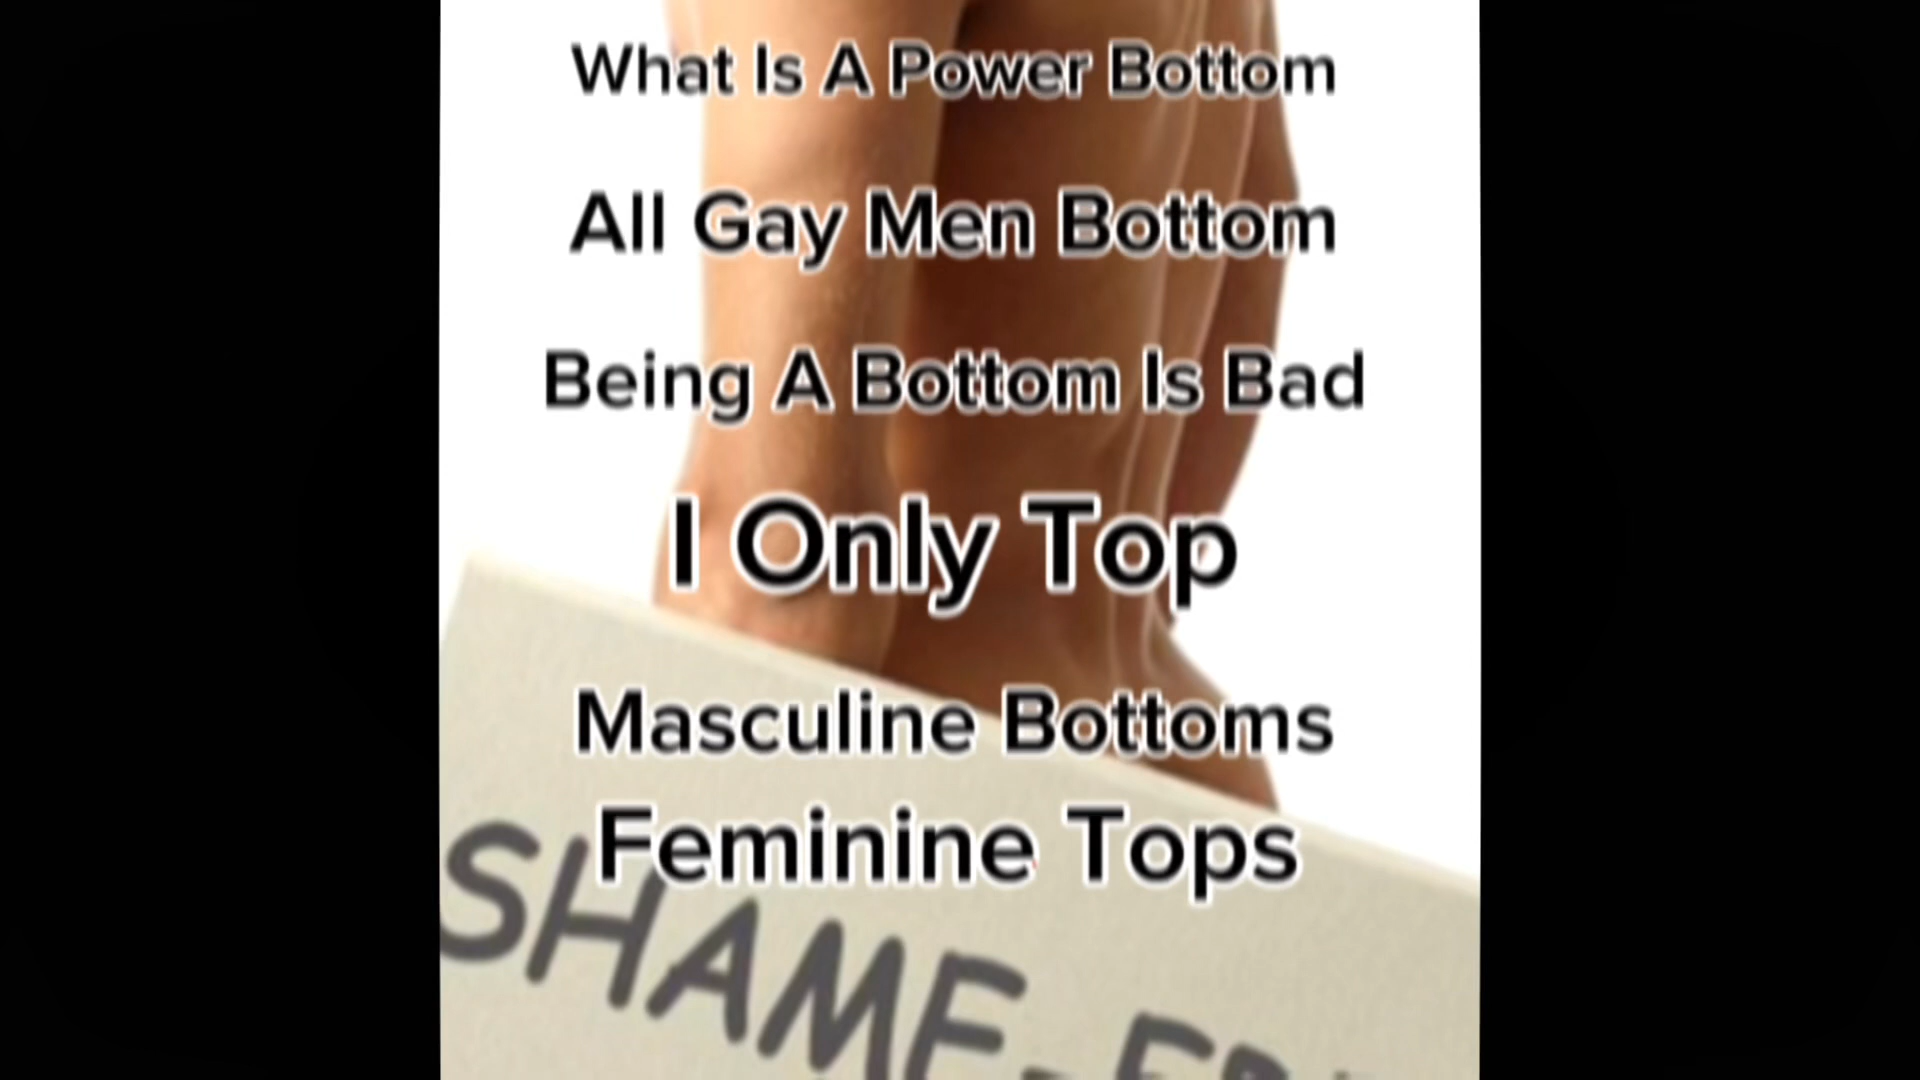 What Is A Power Bottom
All Gay Men Bottom
Being A Bottom Is Bad
I Only Top
Masculine Bottoms
Feminine Tops
SHAME-